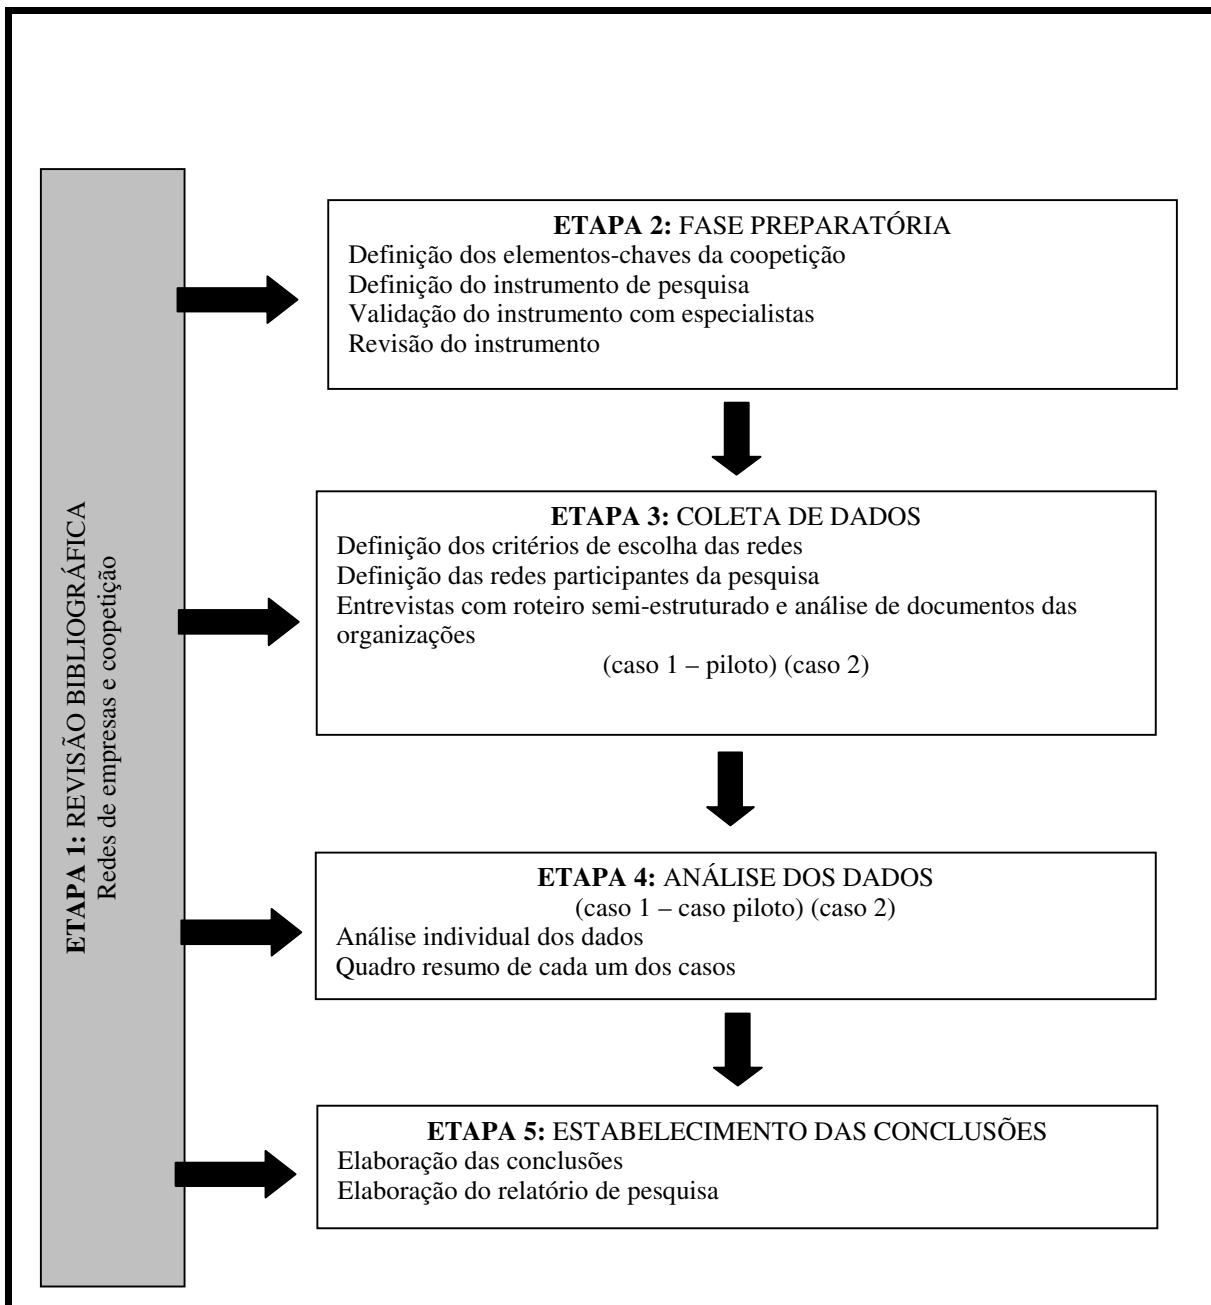 ETAPA 1: REVISÃO BIBLIOGRÁFICA
Redes de empresas e coopetição
ETAPA 2: FASE PREPARATÓRIA
Definição dos elementos-chaves da coopetição
Definição do instrumento de pesquisa
Validação do instrumento com especialistas
Revisão do instrumento
ETAPA 3: COLETA DE DADOS
Definição dos critérios de escolha das redes
Definição das redes participantes da pesquisa
Entrevistas com roteiro semi-estruturado e análise de documentos das
organizações
(caso 1 – piloto) (caso 2)
ETAPA 4: ANÁLISE DOS DADOS
(caso 1 – caso piloto) (caso 2)
Análise individual dos dados
Quadro resumo de cada um dos casos
ETAPA 5: ESTABELECIMENTO DAS CONCLUSÕES
Elaboração das conclusões
Elaboração do relatório de pesquisa